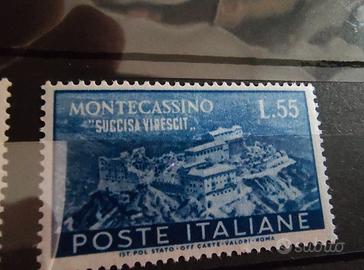 MONTECASSINO L.55
"SUCCISA VIRESCIT„
POSTE ITALIANE
IST. POL. STATO - OFF. CARTE-VALORI - ROMA
subito